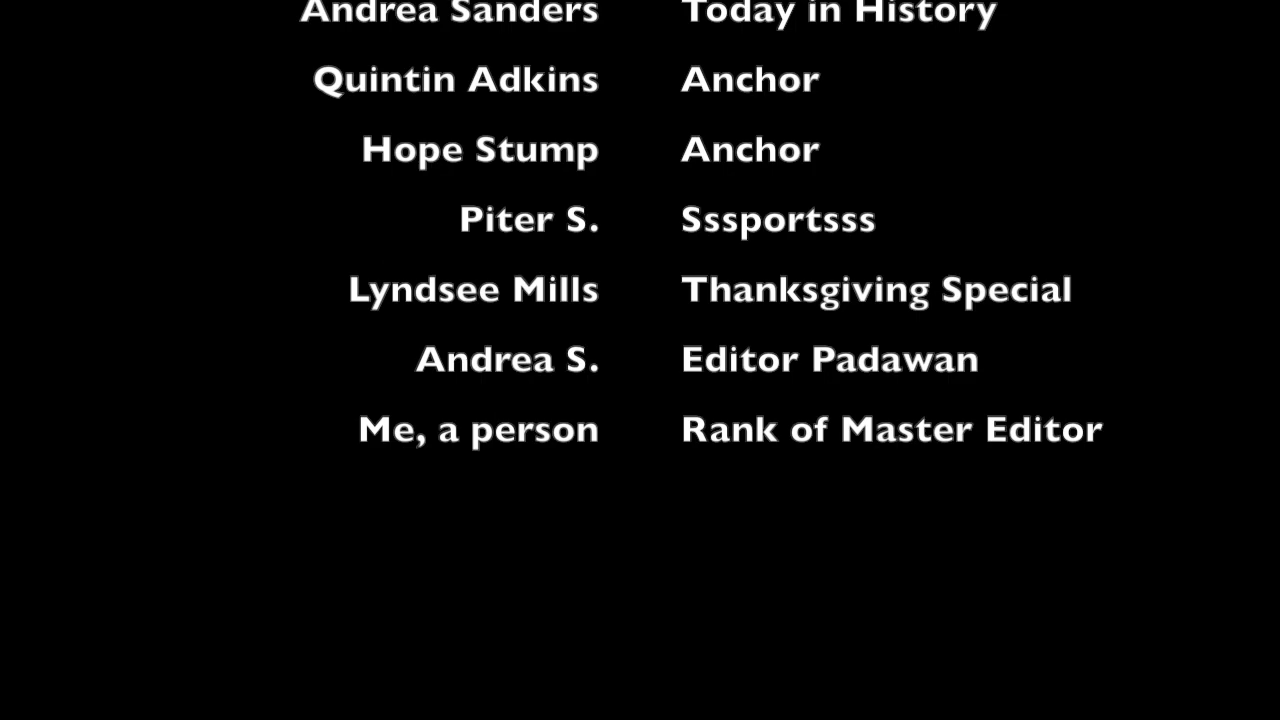 Andrea Sanders Today in History
Quintin Adkins Anchor
Hope Stump Anchor
Piter S. Sssportsss
Lyndsee Mills Thanksgiving Special
Andrea S. Editor Padawan
Me, a person Rank of Master Editor